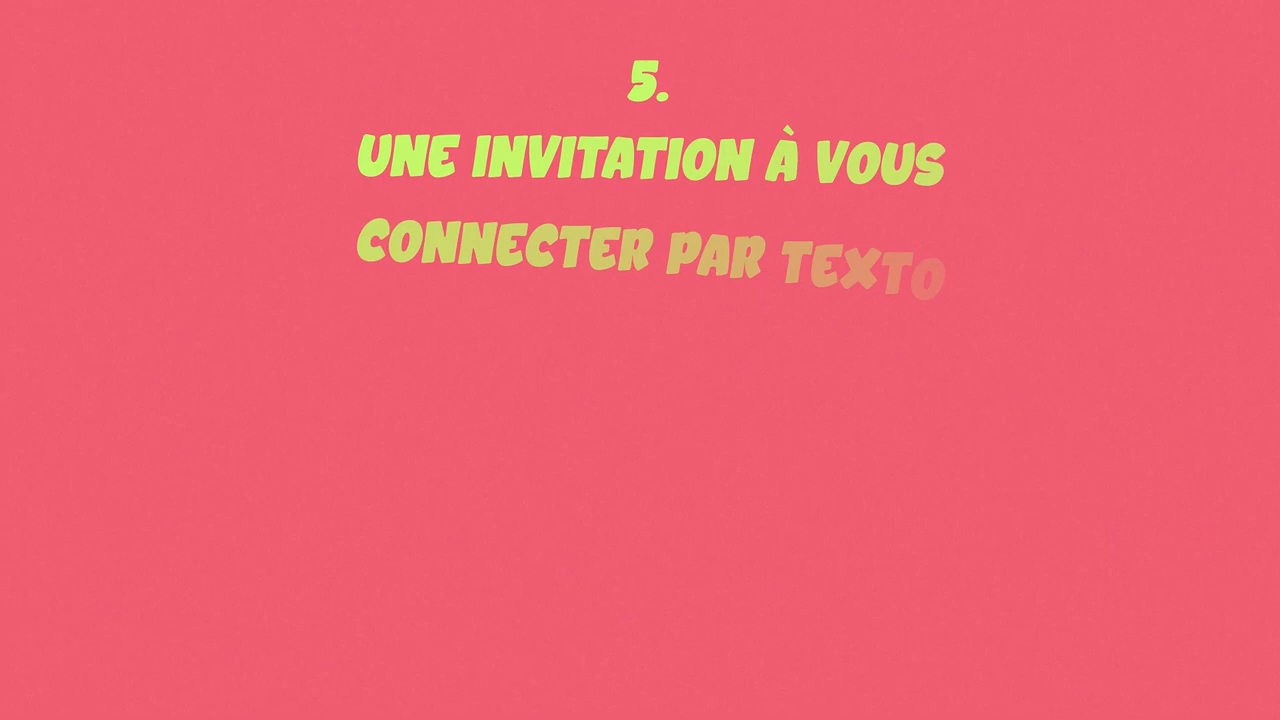 5.
UNE INVITATION À VOUS
CONNECTER PAR TEXTO